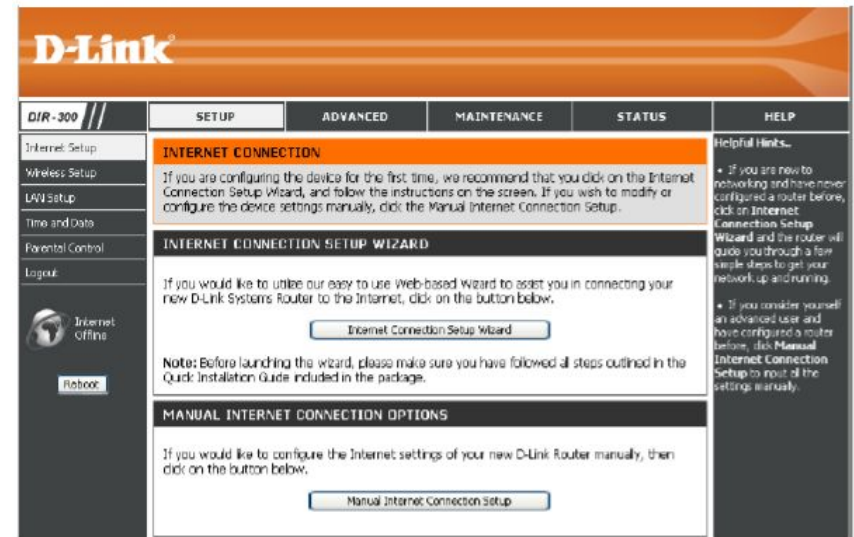 D-Link
DIR-300
SETUP
ADVANCED
MAINTENANCE
STATUS
HELP
Internet Setup
Wireless Setup
LAN Setup
Time and Date
Parental Control
Logout
Internet
Offline
Reboot
INTERNET CONNECTION
If you are configuring the device for the first time, we recommend that you click on the Internet
Connection Setup Wizard, and follow the instructions on the screen. If you wish to modify or
configure the device settings manually, click the Manual Internet Connection Setup.
INTERNET CONNECTION SETUP WIZARD
If you would like to utilize our easy to use Web-based Wizard to assist you in connecting your
new D-Link Systems Router to the Internet, click on the button below.
Internet Connection Setup Wizard
Note: Before launching the wizard, please make sure you have followed all steps outlined in the
Quick Installation Guide included in the package.
MANUAL INTERNET CONNECTION OPTIONS
If you would like to configure the Internet settings of your new D-Link Router manually, then
click on the button below.
Manual Internet Connection Setup
Helpful Hints..
• If you are new to
networking and have never
configured a router before,
click on Internet
Connection Setup
Wizard and the router will
guide you through a few
simple steps to get your
network up and running.
• If you consider yourself
an advanced user and
have configured a router
before, click Manual
Internet Connection
Setup to input all the
settings manually.